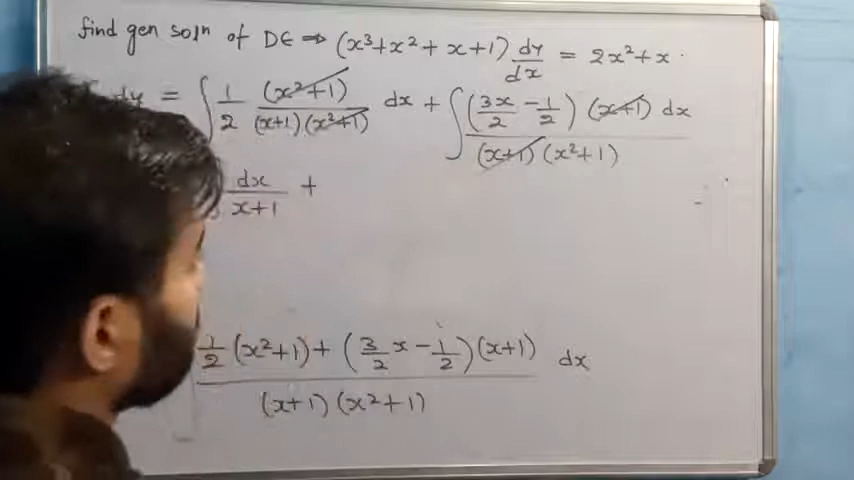 find gen soln of DE ⇒ (x³+x²+x+1) dy/dx = 2x²+x.
dy = ∫ 1/2 (x²+1)/((x+1)(x²+1)) dx + ∫ ((3x/2 - 1/2)(x+1) dx)/((x+1)(x²+1))
dx/(x+1) +
(1/2 (x²+1) + (3/2 x - 1/2)(x+1))/((x+1)(x²+1)) dx